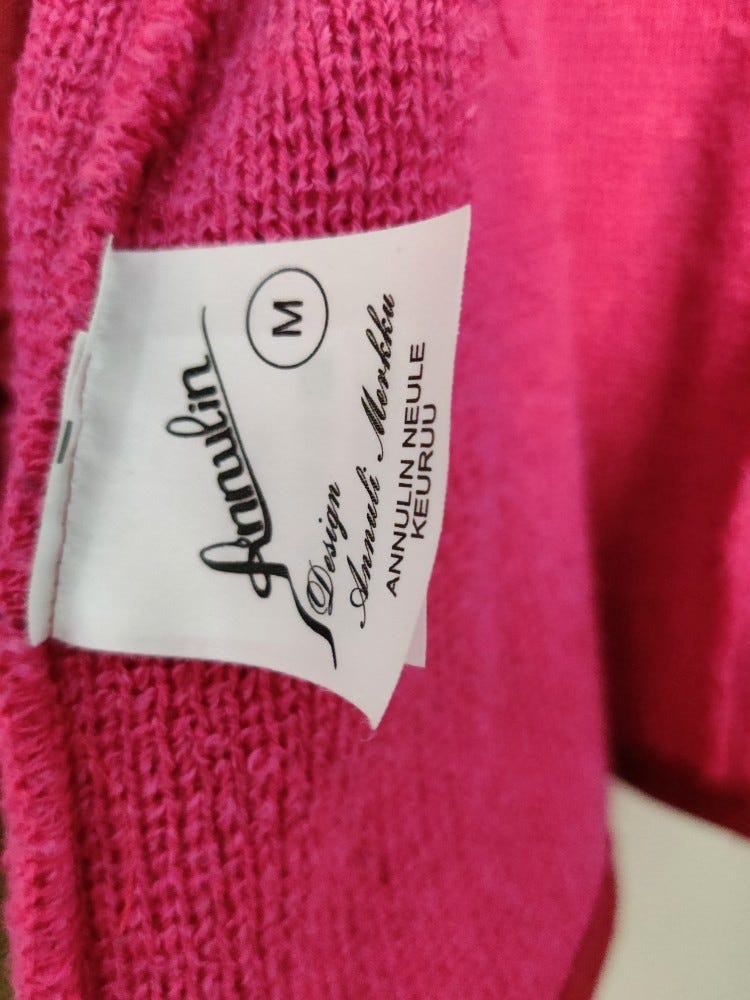 Annulin
M
Design
Annuli Merkku
ANNULIN NEULE
KEURUU